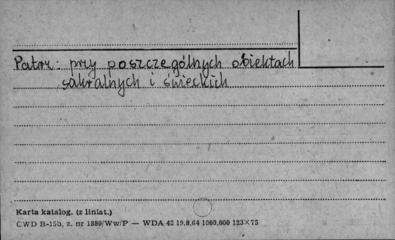 Patrz: przy poszczególnych obiektach
sakralnych i świeckich
Karta katalog. (z liniat.)
CWD B-15b, z. nr 1880/Ww/P — WDA 42 19.8.64 1000.000 123×75